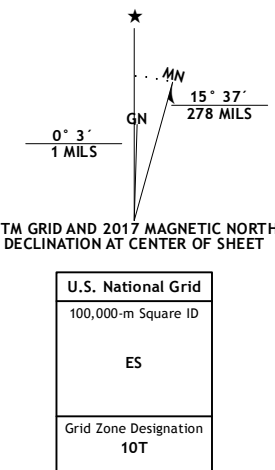 ★
MN
GN
15° 37´
278 MILS
0° 3´
1 MILS
TM GRID AND 2017 MAGNETIC NORTH
DECLINATION AT CENTER OF SHEET
U.S. National Grid
100,000-m Square ID
ES
Grid Zone Designation
10T